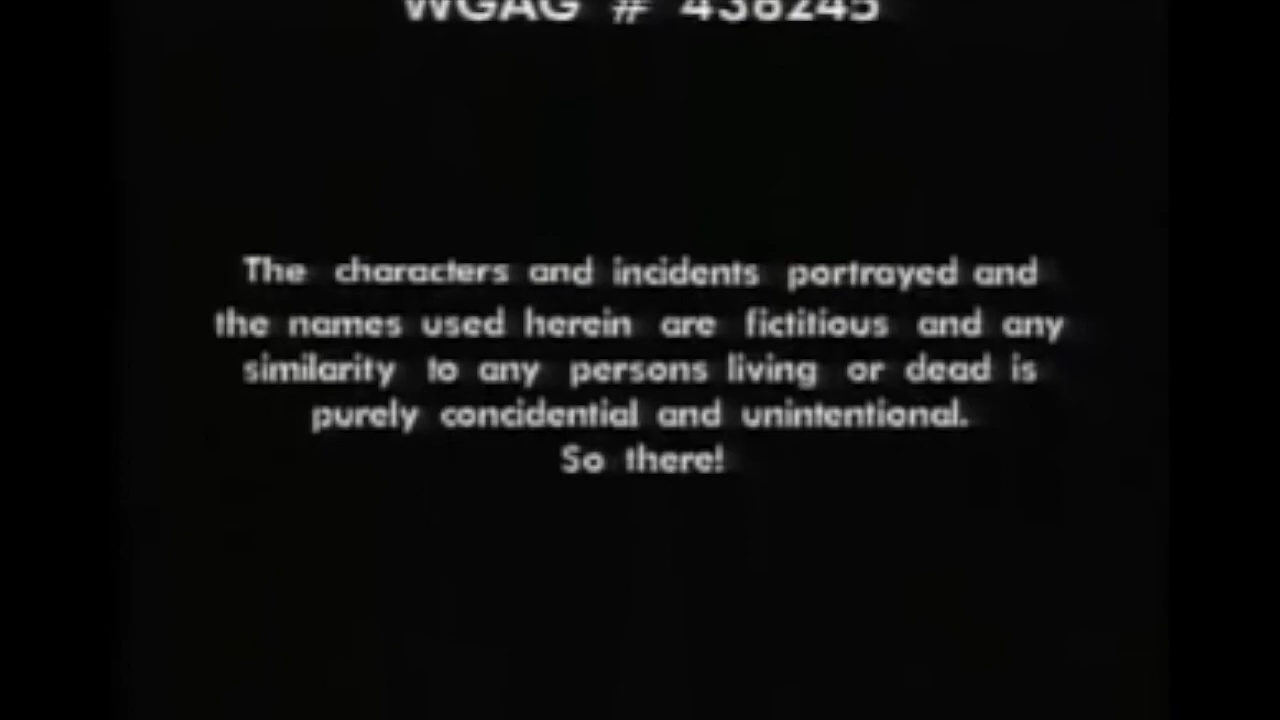 WGAG # 438245
The characters and incidents portrayed and
the names used herein are fictitious and any
similarity to any persons living or dead is
purely concidential and unintentional.
So there!